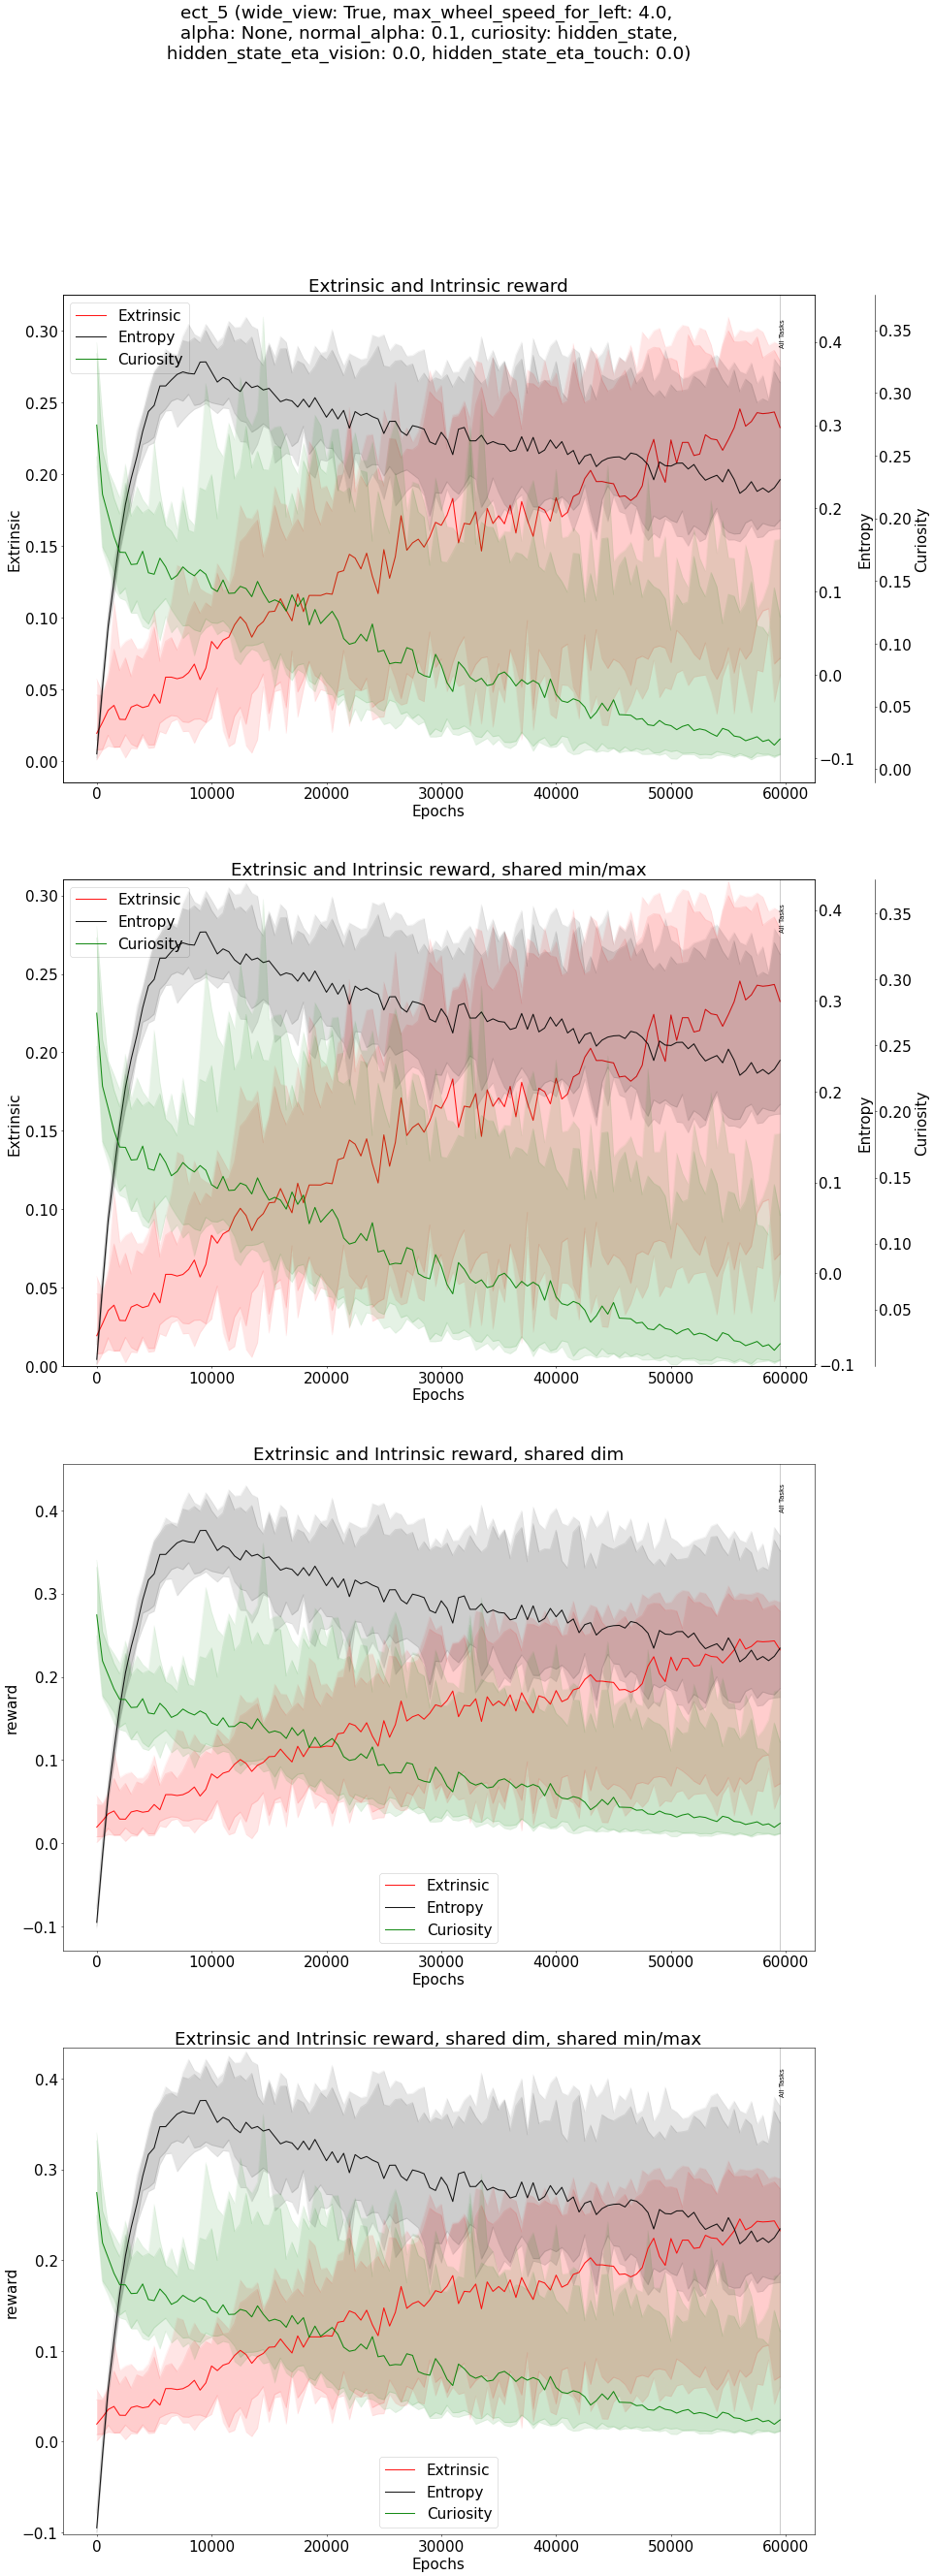 ect_5 (wide_view: True, max_wheel_speed_for_left: 4.0,
alpha: None, normal_alpha: 0.1, curiosity: hidden_state,
hidden_state_eta_vision: 0.0, hidden_state_eta_touch: 0.0)
Extrinsic and Intrinsic reward
Extrinsic
Entropy
Curiosity
All Tasks
0.30
0.25
0.20
0.15
0.10
0.05
0.00
Extrinsic
0.4
0.3
0.2
0.1
0.0
−0.1
Entropy
0.35
0.30
0.25
0.20
0.15
0.10
0.05
0.00
Curiosity
0 10000 20000 30000 40000 50000 60000
Epochs
Extrinsic and Intrinsic reward, shared min/max
Extrinsic
Entropy
Curiosity
All Tasks
0.30
0.25
0.20
0.15
0.10
0.05
0.00
Extrinsic
0.4
0.3
0.2
0.1
0.0
−0.1
Entropy
0.35
0.30
0.25
0.20
0.15
0.10
0.05
Curiosity
0 10000 20000 30000 40000 50000 60000
Epochs
Extrinsic and Intrinsic reward, shared dim
All Tasks
0.4
0.3
0.2
0.1
0.0
−0.1
reward
Extrinsic
Entropy
Curiosity
0 10000 20000 30000 40000 50000 60000
Epochs
Extrinsic and Intrinsic reward, shared dim, shared min/max
All Tasks
0.4
0.3
0.2
0.1
0.0
−0.1
reward
Extrinsic
Entropy
Curiosity
0 10000 20000 30000 40000 50000 60000
Epochs